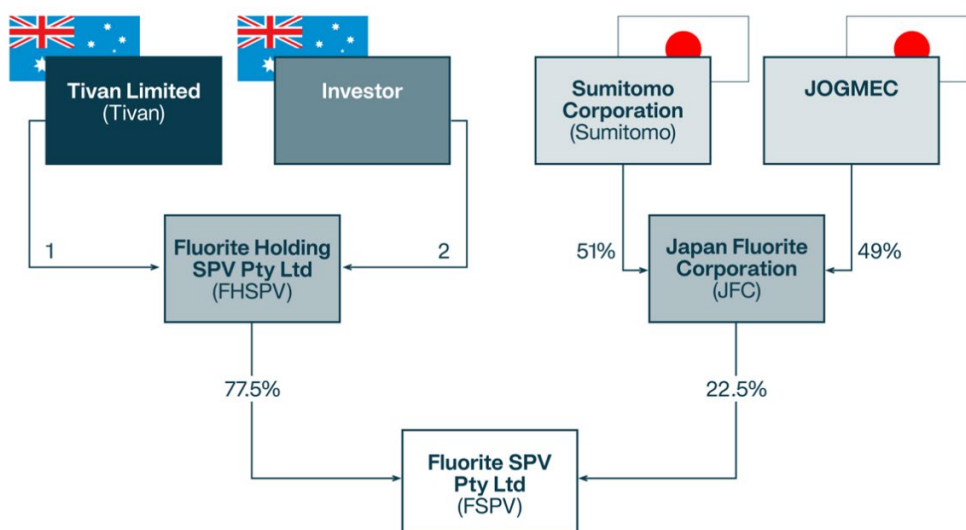 Tivan Limited
(Tivan)
Investor
Sumitomo
Corporation
(Sumitomo)
JOGMEC
1
Fluorite Holding
SPV Pty Ltd
(FHSPV)
2
51%
Japan Fluorite
Corporation
(JFC)
49%
77.5%
22.5%
Fluorite SPV
Pty Ltd
(FSPV)